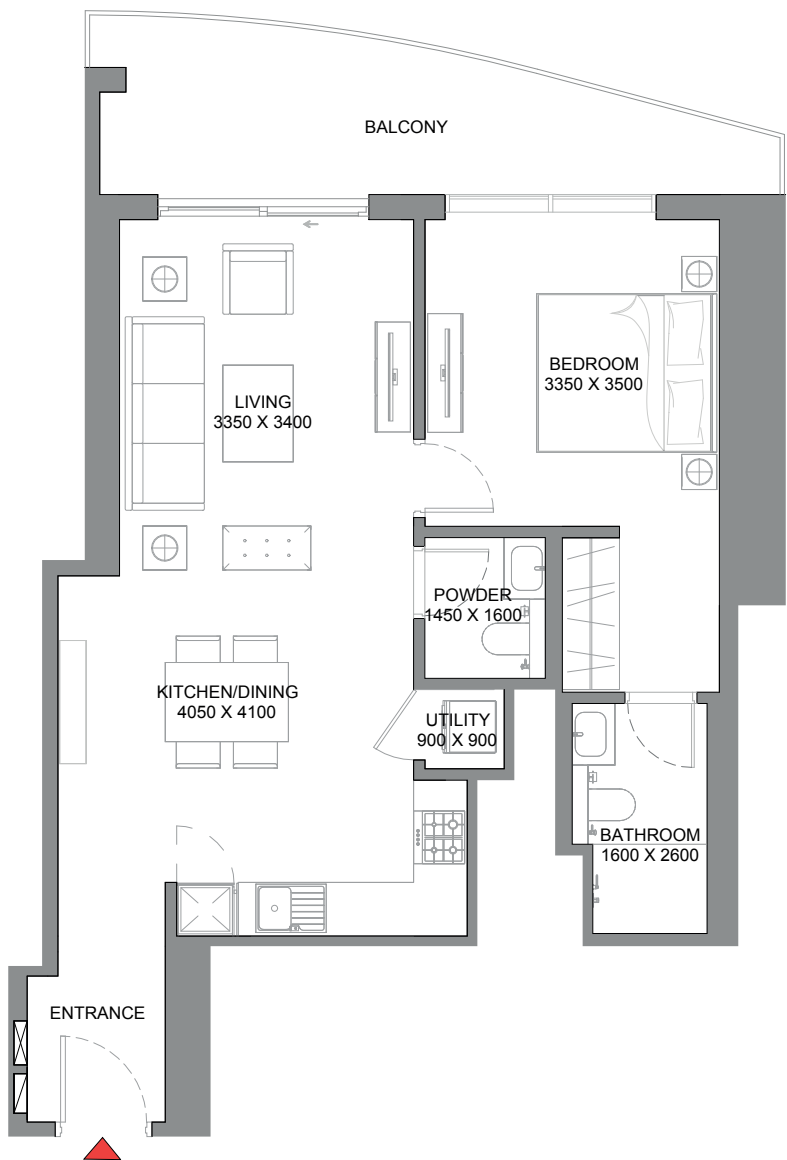 BALCONY
BEDROOM
3350 X 3500
LIVING
3350 X 3400
POWDER
1450 X 1600
KITCHEN/DINING
4050 X 4100
UTILITY
900 X 900
BATHROOM
1600 X 2600
ENTRANCE